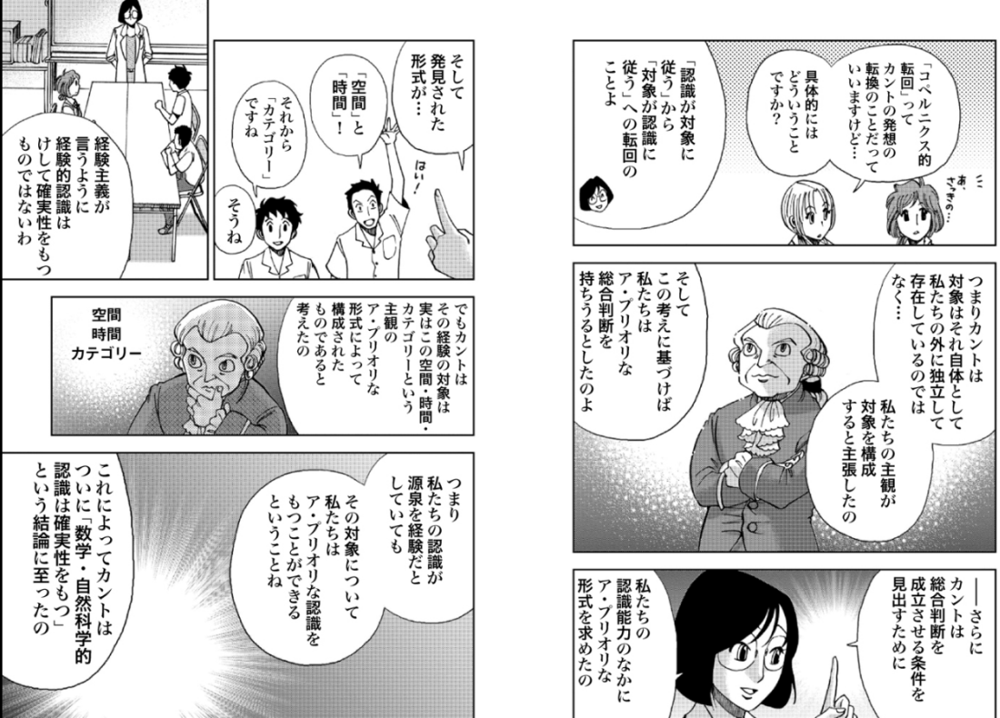 「コペルニクス的
転回」って
カントの発想の
転換のことだって
いいますけど…
具体的には
どういうこと
ですか？
あ、
さっきの…
「認識が対象に
従う」から
「対象が認識に
従う」への転回の
ことよ
つまりカントは
対象はそれ自体として
私たちの外に独立して
存在しているのでは
なく…
私たちの主観が
対象を構成
すると主張したの
そして
この考えに基づけば
私たちは
ア・プリオリな
総合判断を
持ちうるとしたのよ
――さらに
カントは
総合判断を
成立させる条件を
見出すために
私たちの
認識能力のなかに
ア・プリオリな
形式を求めたの
そして
発見された
形式が…
はい！
「空間」と
「時間」！
それから
「カテゴリー」
ですね
そうね
経験主義が
言うように
経験的認識は
けして確実性をもつ
ものではないわ
でもカントは
その経験の対象は
実はこの空間・時間・
カテゴリーという
主観の
ア・プリオリな
形式によって
構成された
ものであると
考えたの
空間
時間
カテゴリー
つまり
私たちの認識が
源泉を経験だと
していても
その対象について
私たちは
ア・プリオリな認識を
もつことができる
ということね
これによってカントは
ついに「数学・自然科学的
認識は確実性をもつ」
という結論に至ったの